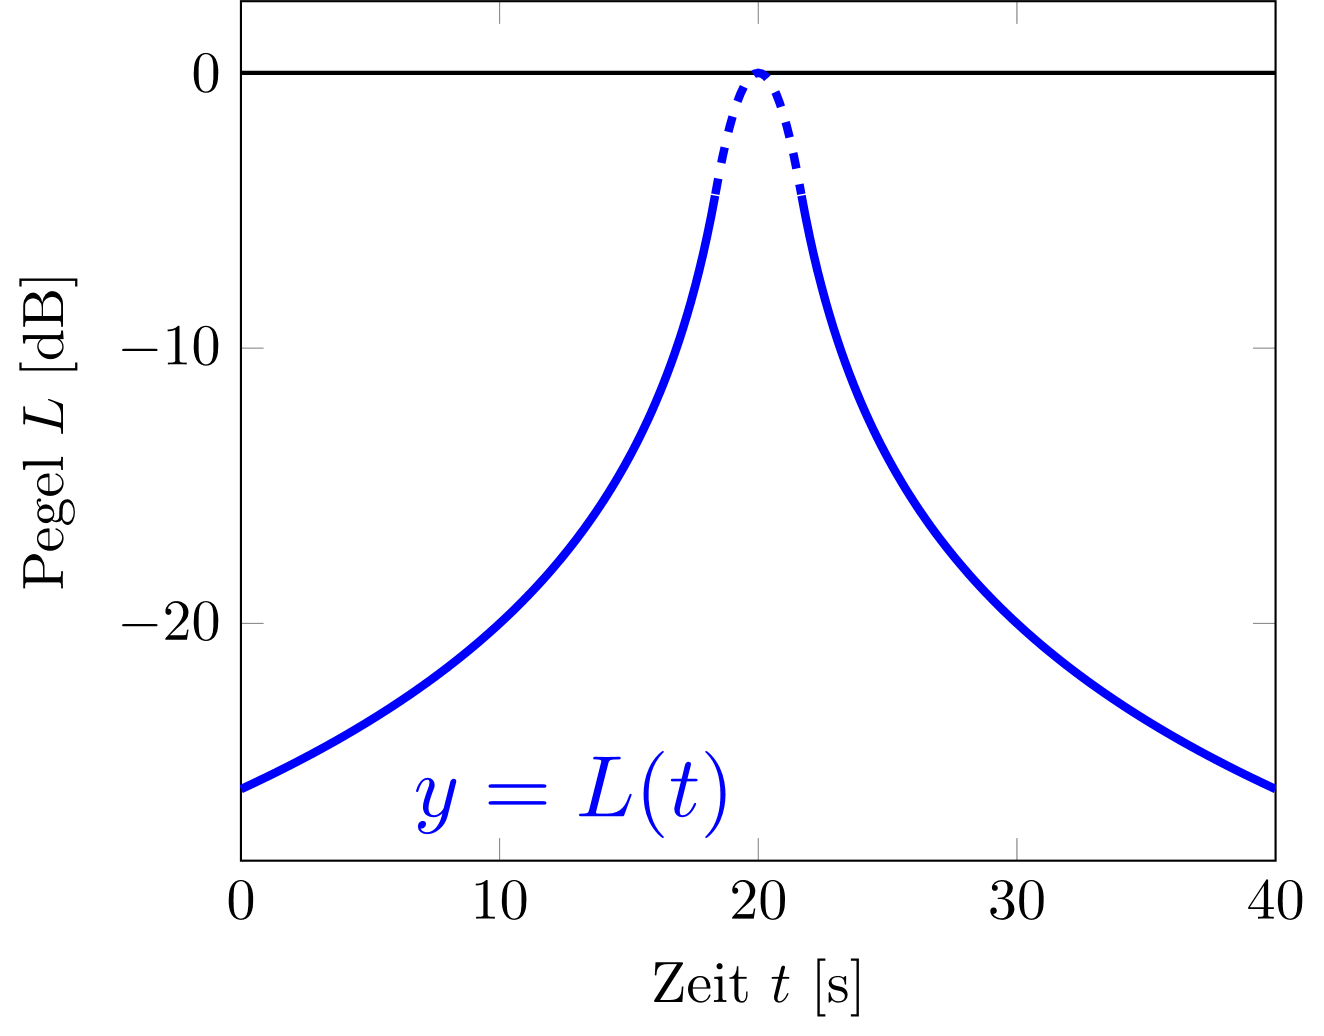 0
−10
−20
Pegel L [dB]
y = L(t)
0 10 20 30 40
Zeit t [s]